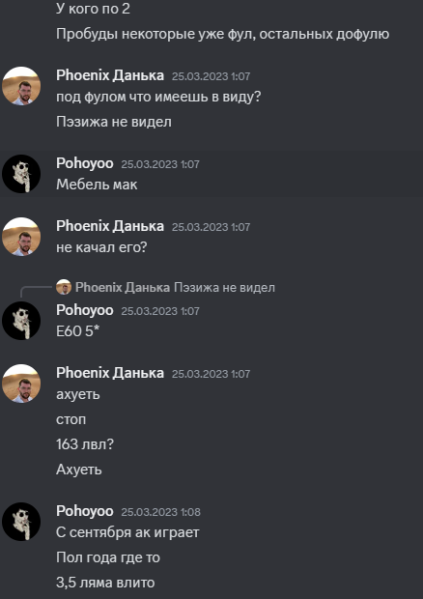 У кого по 2
Пробуды некоторые уже фул, остальных дофулю
Phoenix Данька 25.03.2023 1:07
под фулом что имеешь в виду?
Пэзижа не видел
Pohoyoo 25.03.2023 1:07
Мебель мак
Phoenix Данька 25.03.2023 1:07
не качал его?
Phoenix Данька Пэзижа не видел
Pohoyoo 25.03.2023 1:07
Е60 5*
Phoenix Данька 25.03.2023 1:07
ахуеть
стоп
163 лвл?
Ахуеть
Pohoyoo 25.03.2023 1:08
С сентября ак играет
Пол года где то
3,5 ляма влито